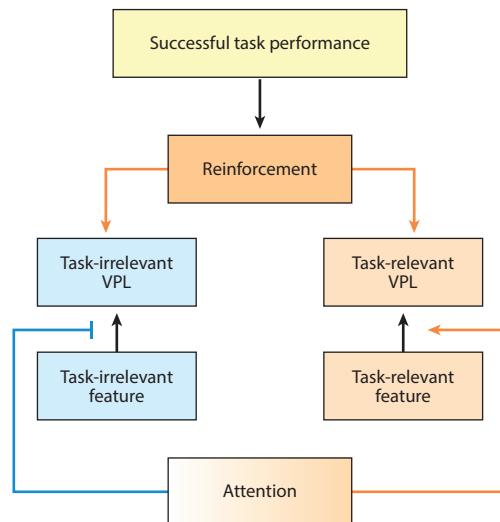 Successful task performance
Reinforcement
Task-irrelevant
VPL
Task-relevant
VPL
Task-irrelevant
feature
Task-relevant
feature
Attention